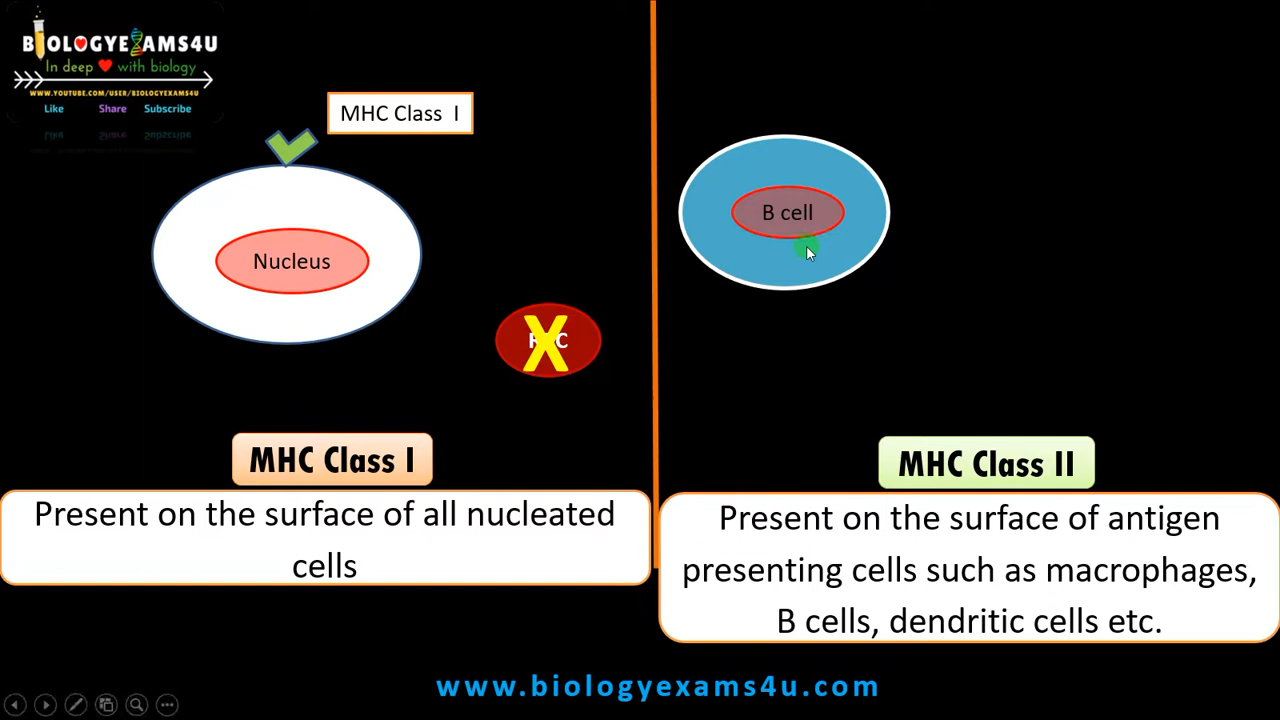 BIOLOGYEXAMS4U
In deep with biology
WWW.YOUTUBE.COM/USER/BIOLOGYEXAMS4U
Like Share Subscribe
MHC Class I
Nucleus
B cell
X
MHC Class I
Present on the surface of all nucleated
cells
MHC Class II
Present on the surface of antigen
presenting cells such as macrophages,
B cells, dendritic cells etc.
www.biologyexams4u.com